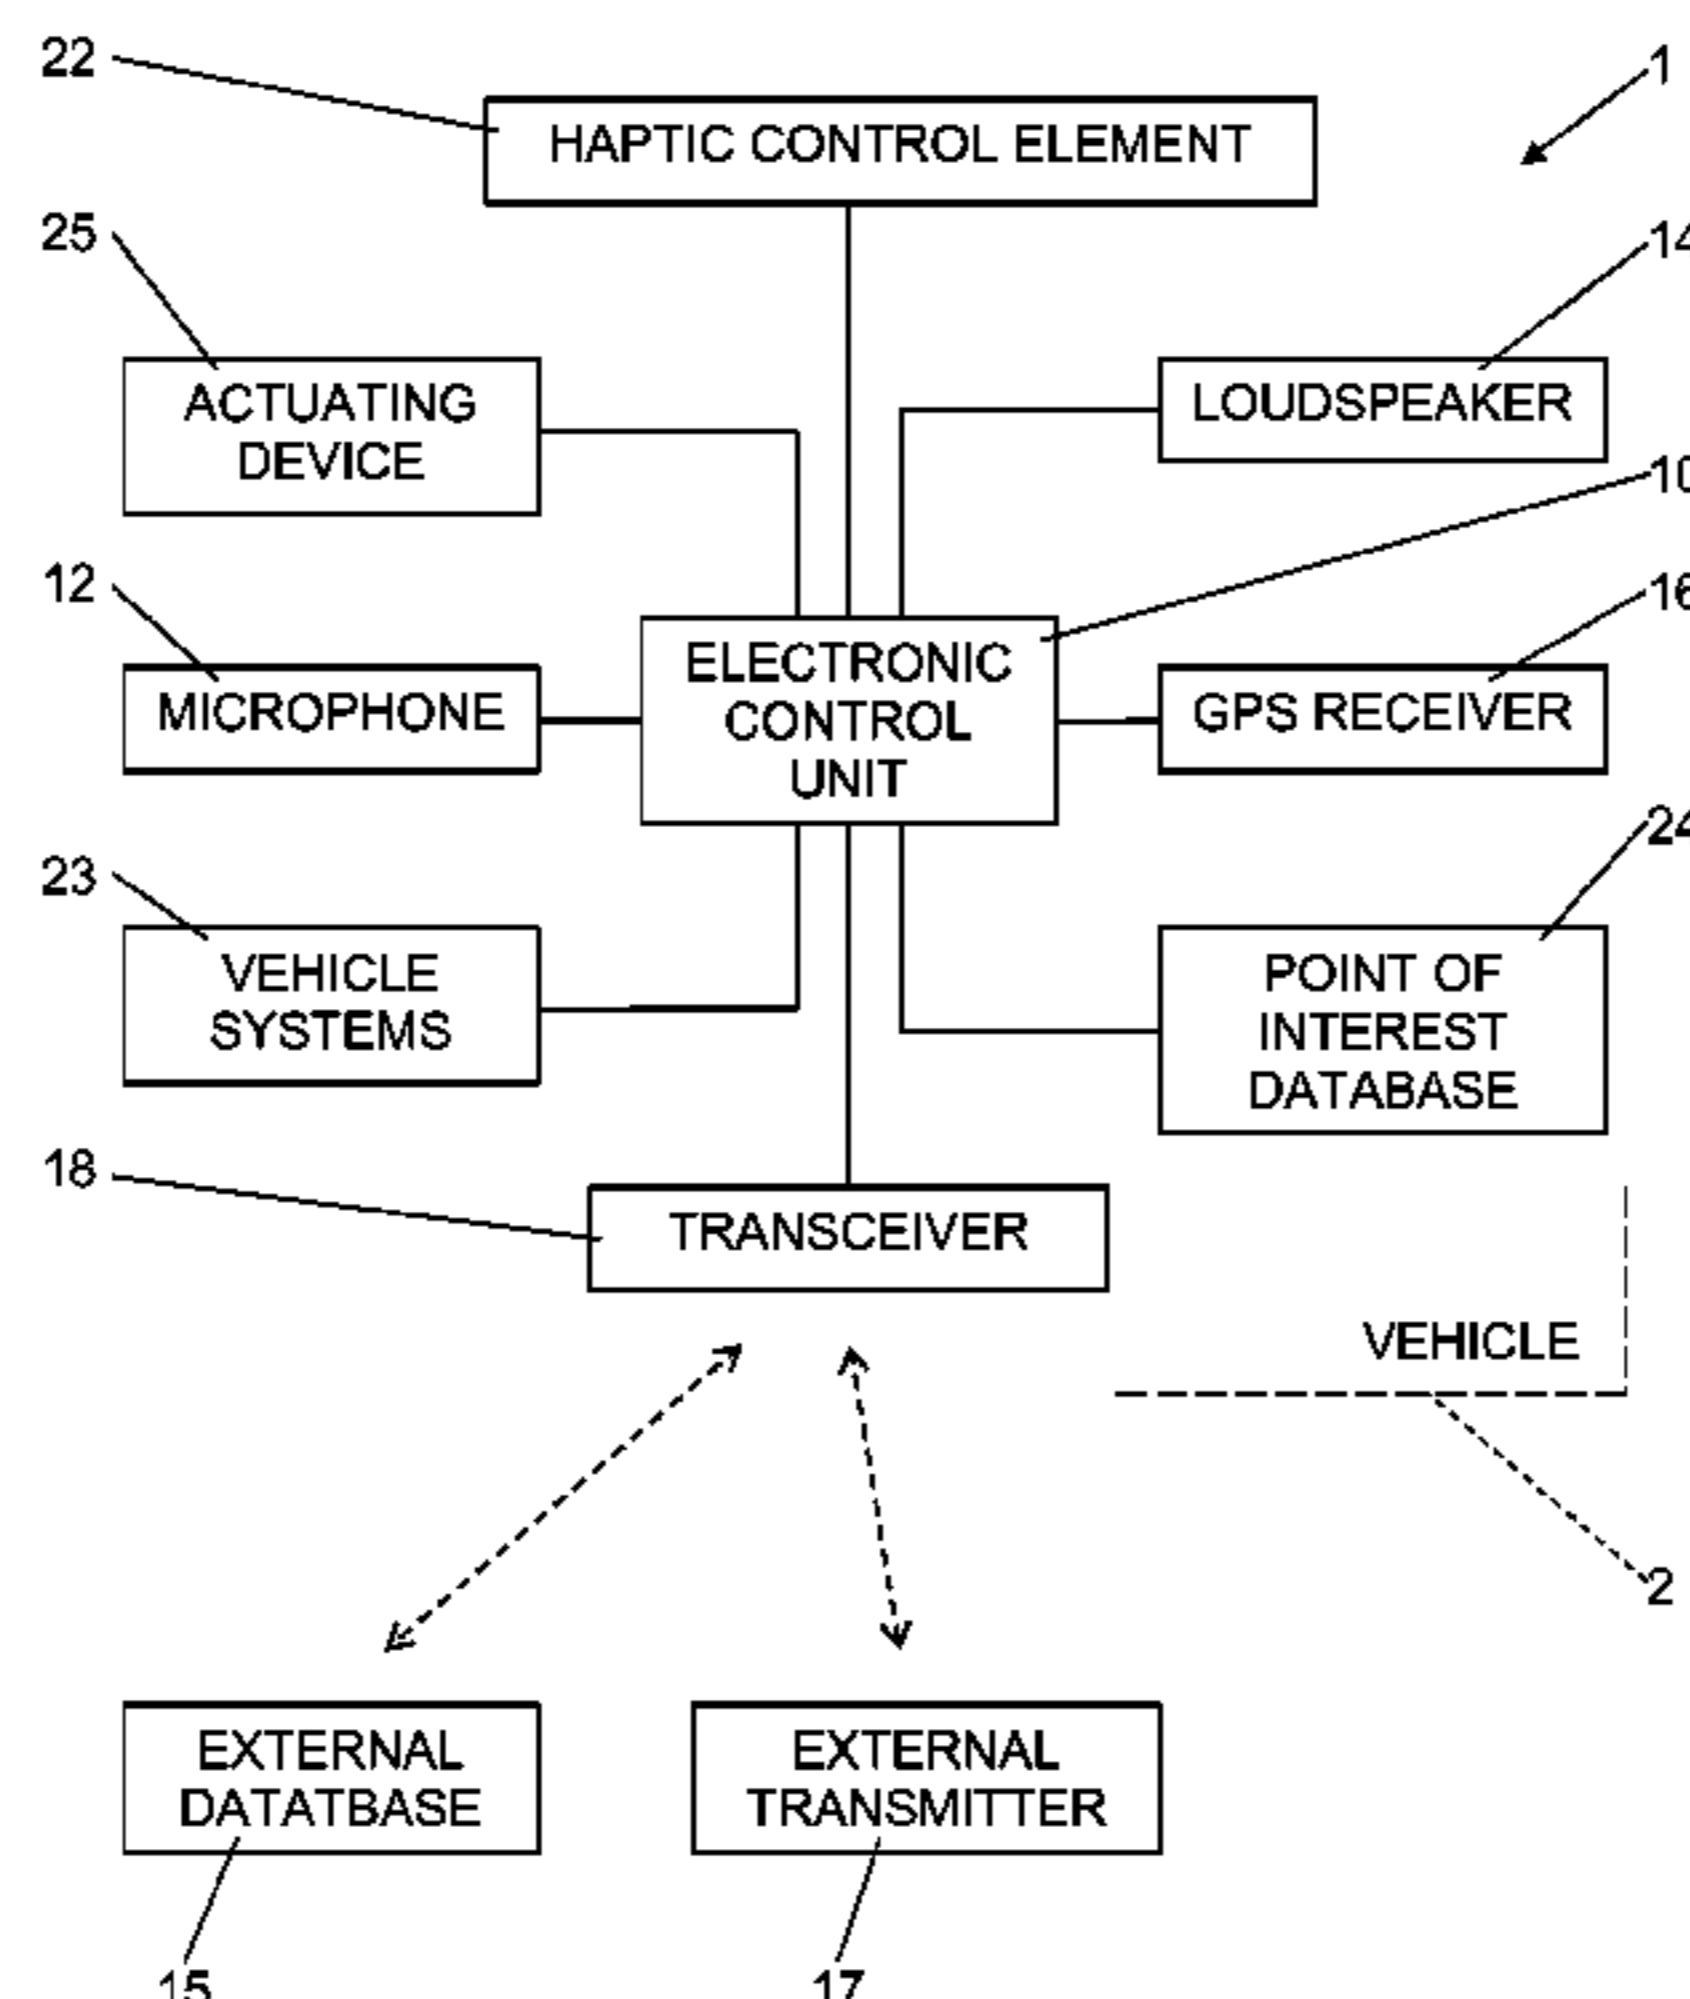 22
1
HAPTIC CONTROL ELEMENT
25
14
ACTUATING
DEVICE
LOUDSPEAKER
10
12
16
MICROPHONE
ELECTRONIC
CONTROL
UNIT
GPS RECEIVER
23
24
VEHICLE
SYSTEMS
POINT OF
INTEREST
DATABASE
18
TRANSCEIVER
VEHICLE
2
EXTERNAL
DATATBASE
EXTERNAL
TRANSMITTER
15
17